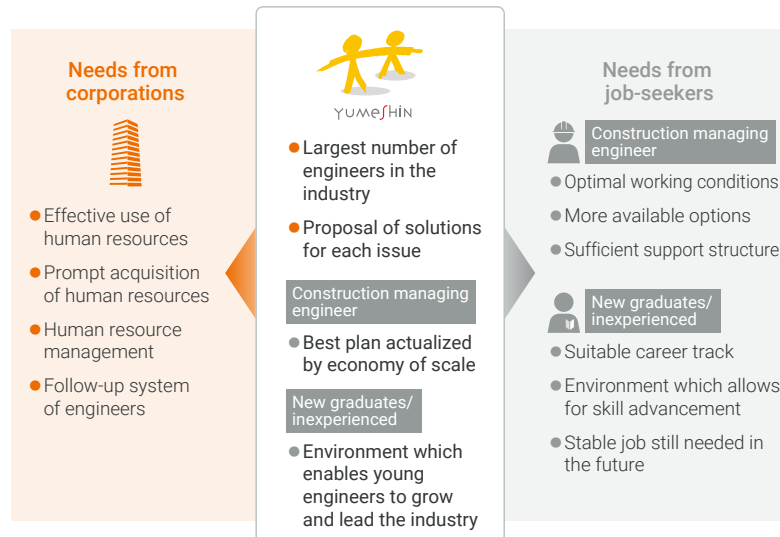 Needs from
corporations
● Effective use of
human resources
● Prompt acquisition
of human resources
● Human resource
management
● Follow-up system
of engineers
YUMeSHiN
● Largest number of
engineers in the
industry
● Proposal of solutions
for each issue
Construction managing
engineer
● Best plan actualized
by economy of scale
New graduates/
inexperienced
● Environment which
enables young
engineers to grow
and lead the industry
Needs from
job-seekers
Construction managing
engineer
● Optimal working conditions
● More available options
● Sufficient support structure
New graduates/
inexperienced
● Suitable career track
● Environment which allows
for skill advancement
● Stable job still needed in
the future